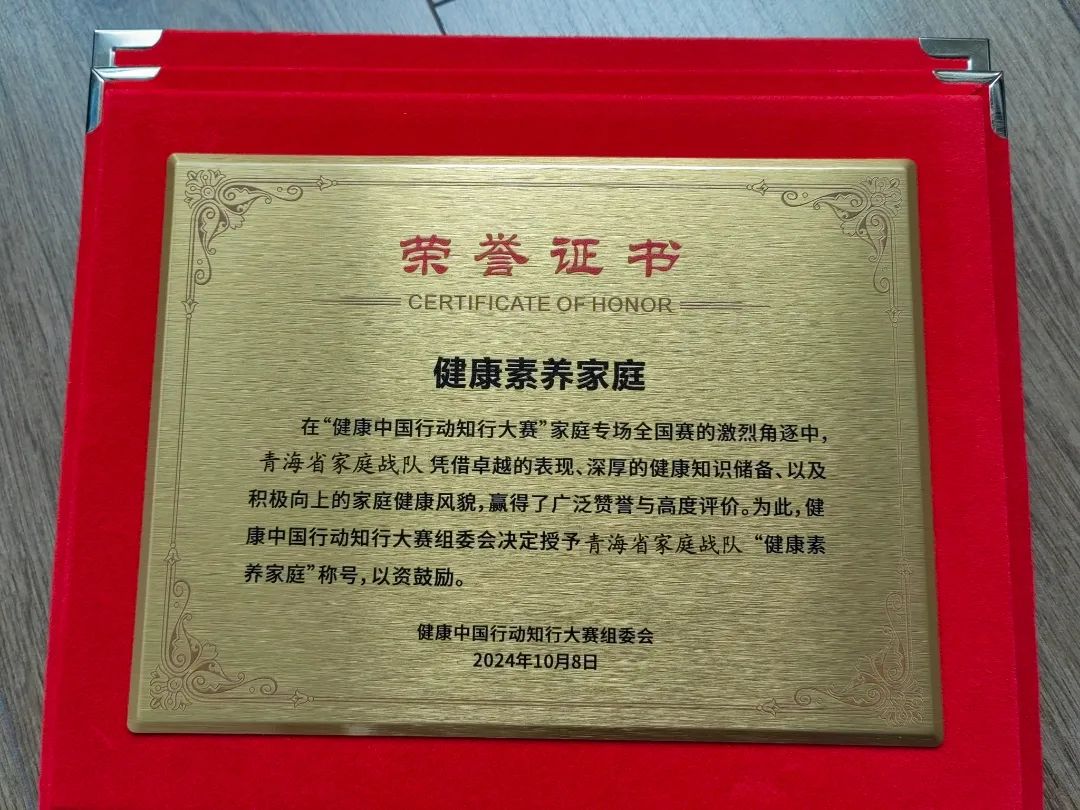 荣誉证书
CERTIFICATE OF HONOR
健康素养家庭
在“健康中国行动知行大赛”家庭专场全国赛的激烈角逐中，
青海省家庭战队 凭借卓越的表现、深厚的健康知识储备、以及
积极向上的家庭健康风貌，赢得了广泛赞誉与高度评价。为此，健
康中国行动知行大赛组委会决定授予 青海省家庭战队 “健康素
养家庭”称号，以资鼓励。
健康中国行动知行大赛组委会
2024年10月8日